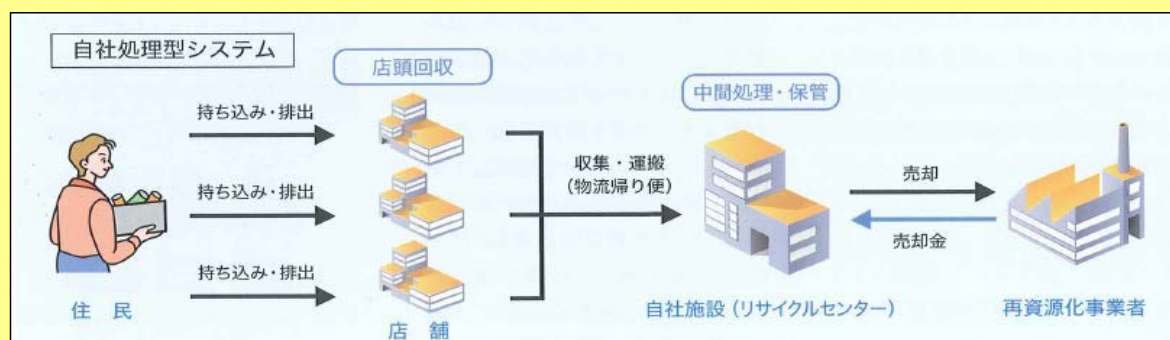 自社処理型システム
店頭回収
中間処理・保管
持ち込み・排出
持ち込み・排出
持ち込み・排出
収集・運搬
(物流帰り便)
売却
売却金
住 民
店 舗
自社施設(リサイクルセンター)
再資源化事業者